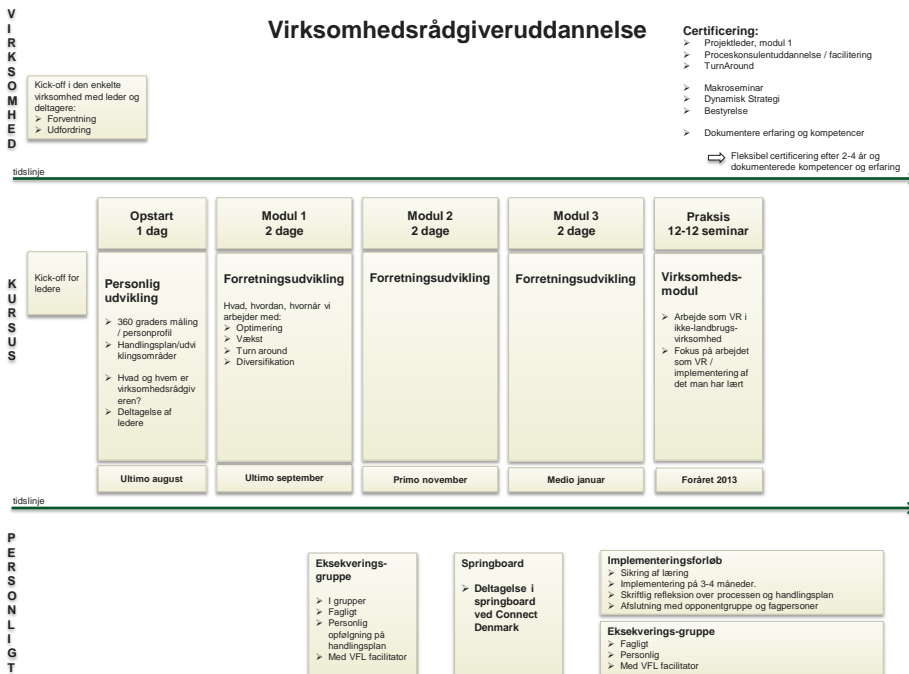 Virksomhedsrådgiveruddannelse
VIRKSOMHED
Kick-off i den enkelte
virksomhed med leder og
deltagere:
➢ Forventning
➢ Udfordring
Certificering:
➢ Projektleder, modul 1
➢ Proceskonsulentuddannelse / facilitering
➢ TurnAround
➢ Makroseminar
➢ Dynamisk Strategi
➢ Bestyrelse
➢ Dokumentere erfaring og kompetencer
Fleksibel certificering efter 2-4 år og
dokumenterede kompetencer og erfaring
tidslinje
KURSUS
Kick-off for
ledere
Opstart
1 dag
Personlig
udvikling
➢ 360 graders måling
/ personprofil
➢ Handlingsplan/udvi
klingsområder
➢ Hvad og hvem er
virksomhedsrådgiv
eren?
➢ Deltagelse af
ledere
Ultimo august
Modul 1
2 dage
Forretningsudvikling
Hvad, hvordan, hvornår vi
arbejder med:
➢ Optimering
➢ Vækst
➢ Turn around
➢ Diversifikation
Ultimo september
Modul 2
2 dage
Forretningsudvikling
Primo november
Modul 3
2 dage
Forretningsudvikling
Medio januar
Praksis
12-12 seminar
Virksomheds-
modul
➢ Arbejde som VR i
ikke-landbrugs-
virksomhed
➢ Fokus på arbejdet
som VR /
implementering af
det man har lært
Foråret 2013
tidslinje
PERSONLIGT
Eksekverings-
gruppe
➢ I grupper
➢ Fagligt
➢ Personlig
opfølgning på
handlingsplan
➢ Med VFL facilitator
Springboard
➢ Deltagelse i
springboard
ved Connect
Denmark
Implementeringsforløb
➢ Sikring af læring
➢ Implementering på 3-4 måneder.
➢ Skriftlig refleksion over processen og handlingsplan
➢ Afslutning med opponentgruppe og fagpersoner
Eksekverings-gruppe
➢ Fagligt
➢ Personlig
➢ Med VFL facilitator